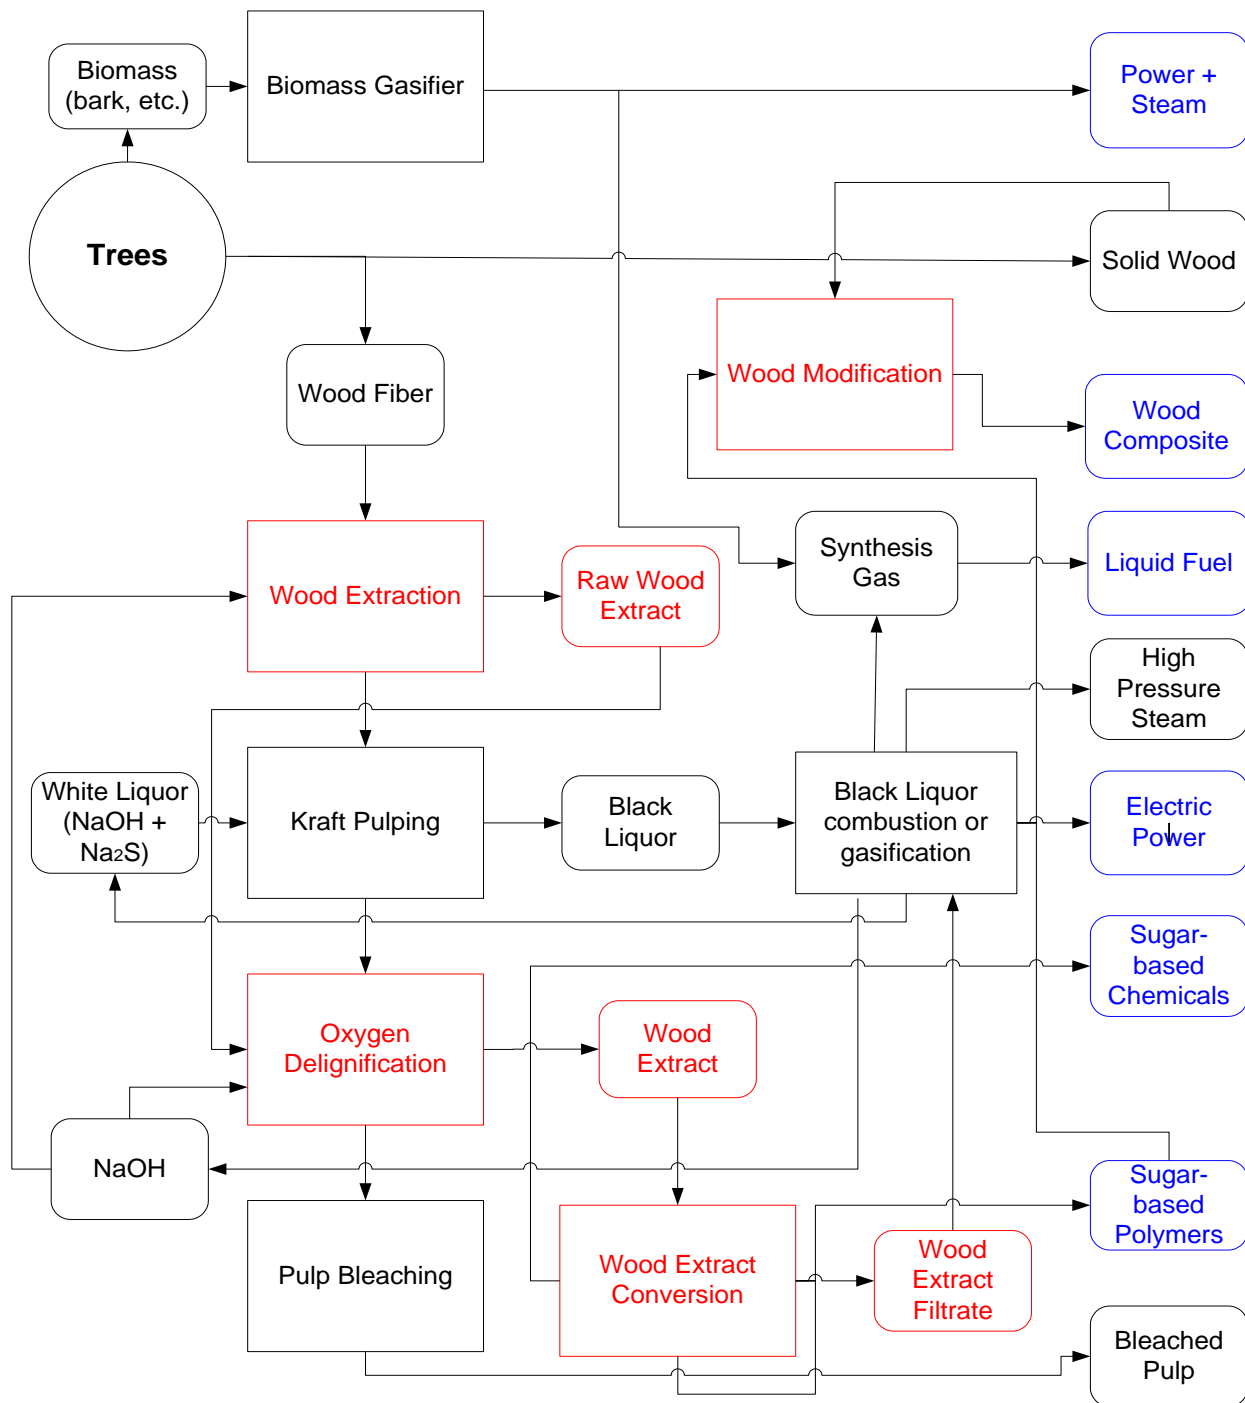 Biomass
(bark, etc.)
Biomass Gasifier
Power +
Steam
Trees
Solid Wood
Wood Fiber
Wood Modification
Wood
Composite
Wood Extraction
Raw Wood
Extract
Synthesis
Gas
Liquid Fuel
High
Pressure
Steam
White Liquor
(NaOH +
Na2S)
Kraft Pulping
Black
Liquor
Black Liquor
combustion or
gasification
Electric
Power
Sugar-
based
Chemicals
Oxygen
Delignification
Wood
Extract
NaOH
Sugar-
based
Polymers
Pulp Bleaching
Wood Extract
Conversion
Wood
Extract
Filtrate
Bleached
Pulp